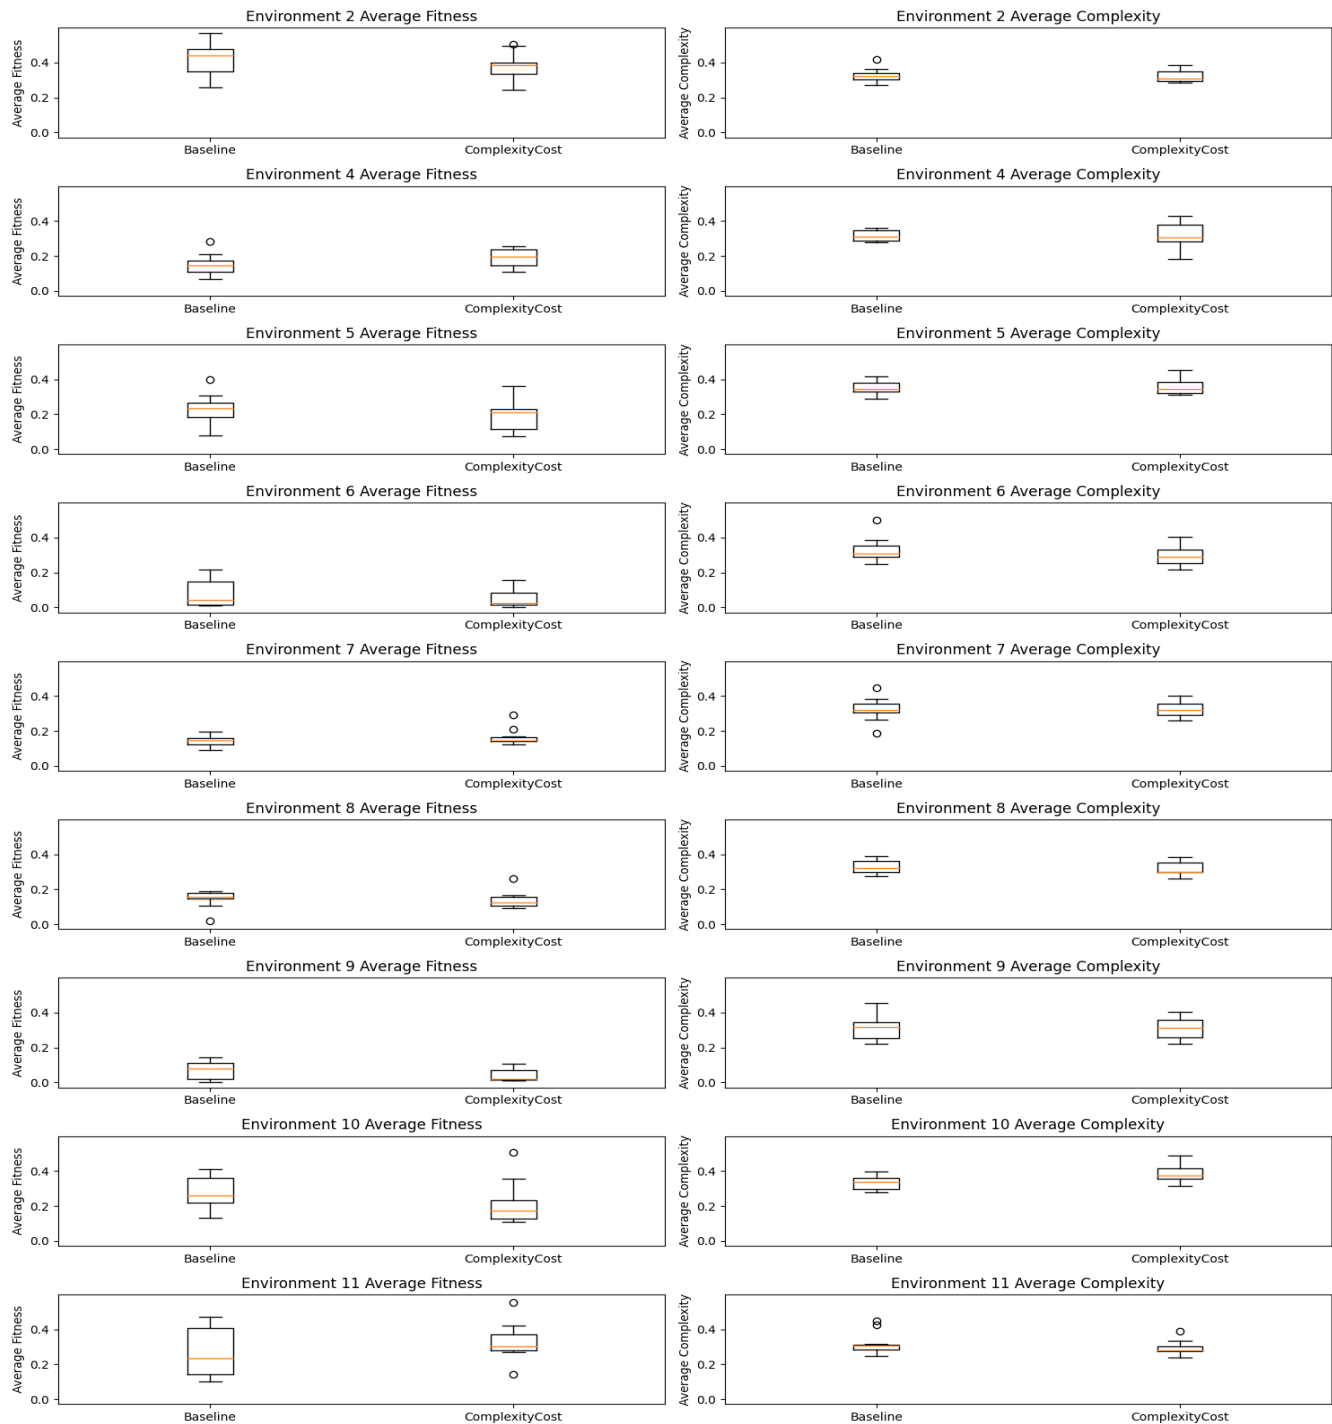 Environment 2 Average Fitness
Average Fitness
0.4
0.2
0.0
Baseline ComplexityCost
Environment 2 Average Complexity
Average Complexity
0.4
0.2
0.0
Baseline ComplexityCost
Environment 4 Average Fitness
Average Fitness
0.4
0.2
0.0
Baseline ComplexityCost
Environment 4 Average Complexity
Average Complexity
0.4
0.2
0.0
Baseline ComplexityCost
Environment 5 Average Fitness
Average Fitness
0.4
0.2
0.0
Baseline ComplexityCost
Environment 5 Average Complexity
Average Complexity
0.4
0.2
0.0
Baseline ComplexityCost
Environment 6 Average Fitness
Average Fitness
0.4
0.2
0.0
Baseline ComplexityCost
Environment 6 Average Complexity
Average Complexity
0.4
0.2
0.0
Baseline ComplexityCost
Environment 7 Average Fitness
Average Fitness
0.4
0.2
0.0
Baseline ComplexityCost
Environment 7 Average Complexity
Average Complexity
0.4
0.2
0.0
Baseline ComplexityCost
Environment 8 Average Fitness
Average Fitness
0.4
0.2
0.0
Baseline ComplexityCost
Environment 8 Average Complexity
Average Complexity
0.4
0.2
0.0
Baseline ComplexityCost
Environment 9 Average Fitness
Average Fitness
0.4
0.2
0.0
Baseline ComplexityCost
Environment 9 Average Complexity
Average Complexity
0.4
0.2
0.0
Baseline ComplexityCost
Environment 10 Average Fitness
Average Fitness
0.4
0.2
0.0
Baseline ComplexityCost
Environment 10 Average Complexity
Average Complexity
0.4
0.2
0.0
Baseline ComplexityCost
Environment 11 Average Fitness
Average Fitness
0.4
0.2
0.0
Baseline ComplexityCost
Environment 11 Average Complexity
Average Complexity
0.4
0.2
0.0
Baseline ComplexityCost